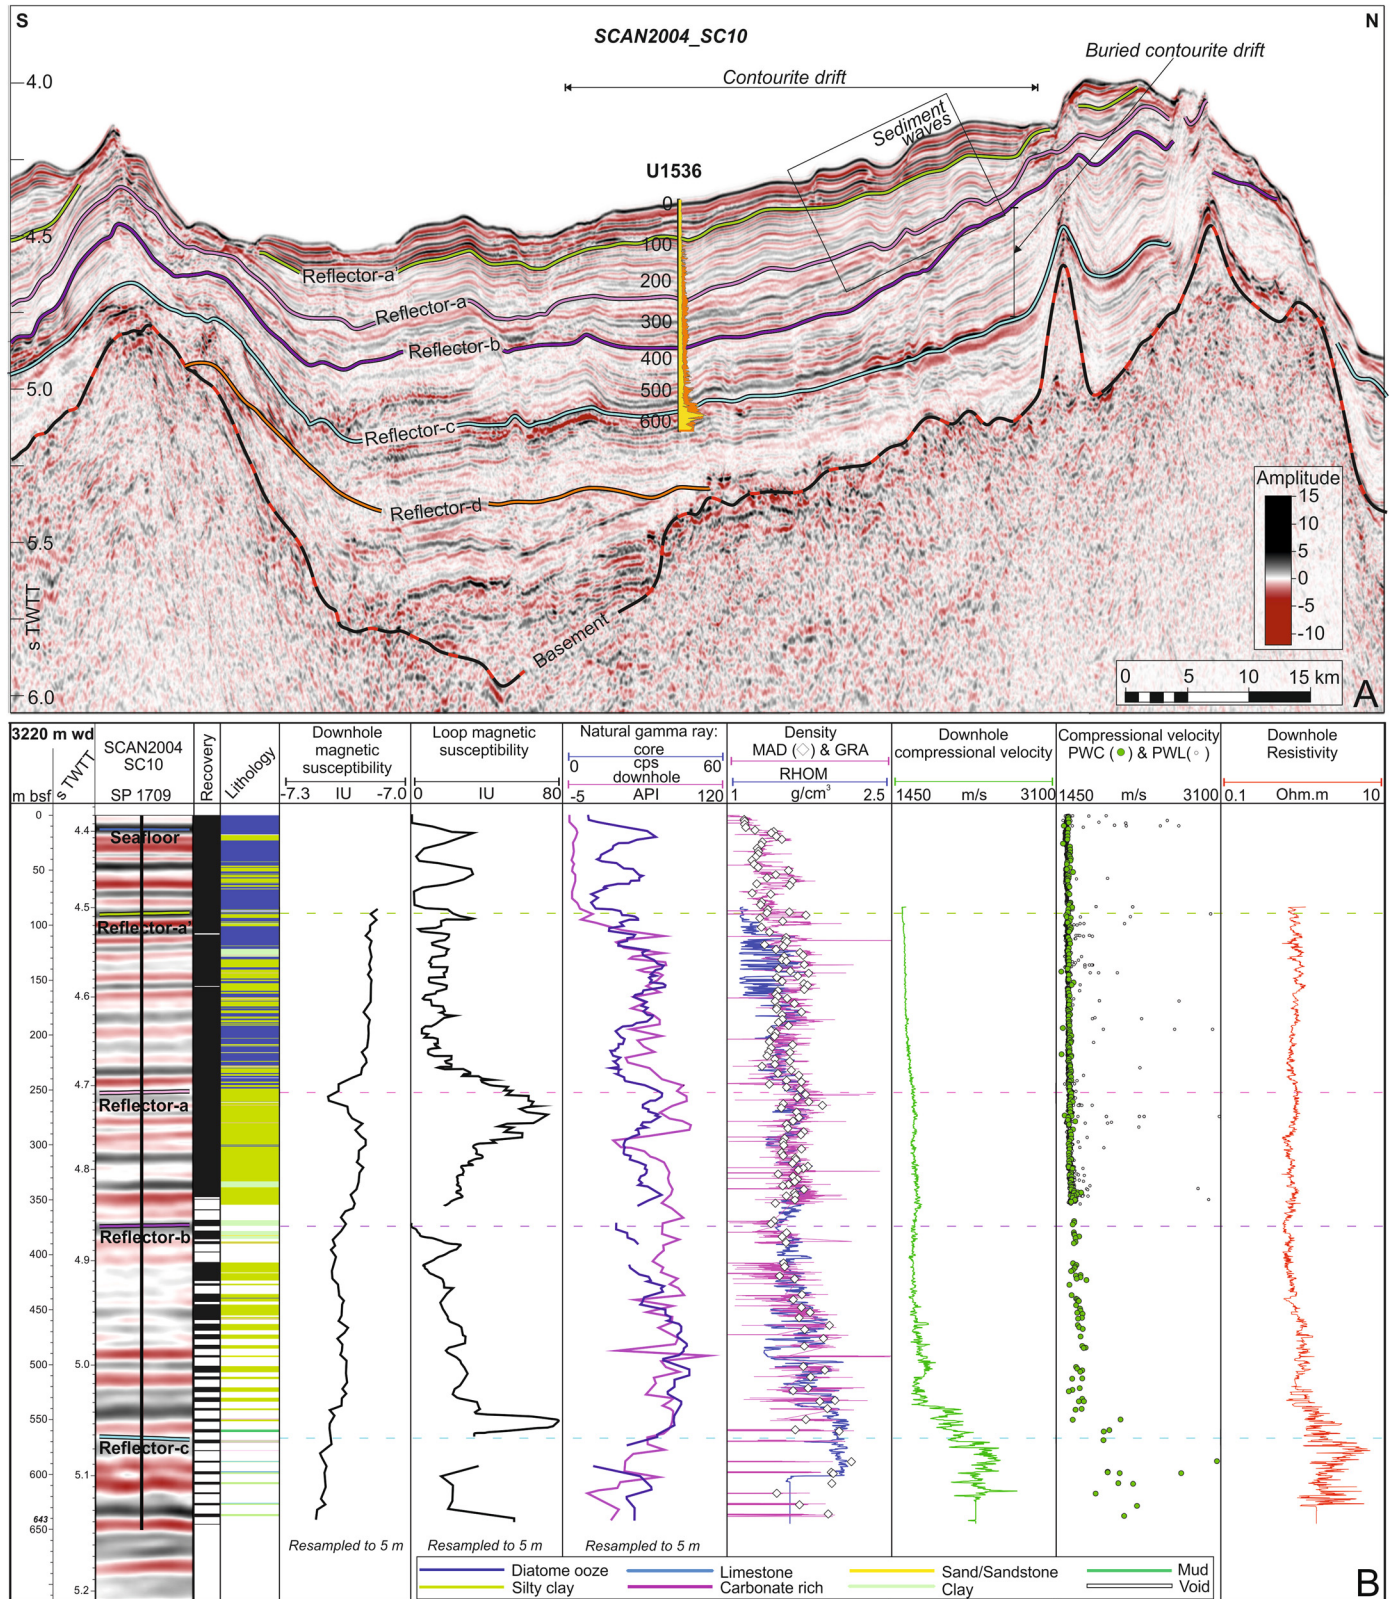 S
N
SCAN2004_SC10
Buried contourite drift
4.0
Contourite drift
Sediment
waves
U1536
0
4.5
100
Reflector-a'
200
Reflector-a
300
Reflector-b
400
5.0
500
600
Reflector-c
Amplitude
15
10
5
0
-5
-10
Reflector-d
5.5
s TWTT
Basement
0 5 10 15 km
6.0
A
3220 m wd
s TWTT
m bsf
SCAN2004
SC10
SP 1709
Recovery
Lithology
Downhole
magnetic
susceptibility
-7.3 IU -7.0
Loop magnetic
susceptibility
0 IU 80
Natural gamma ray:
core
0 cps 60
downhole
-5 API 120
Density
MAD ( ) & GRA
RHOM
1 g/cm3 2.5
Downhole
compressional velocity
1450 m/s 3100
Compressional velocity
PWC ( ) & PWL( )
1450 m/s 3100
Downhole
Resistivity
0.1 Ohm.m 10
0
4.4
Seafloor
50
4.5
100
Reflector-a'
150
4.6
200
4.7
250
Reflector-a
300
4.8
350
Reflector-b
400
4.9
450
500
5.0
550
Reflector-c
600
5.1
643
650
5.2
Resampled to 5 m
Resampled to 5 m
Resampled to 5 m
Diatome ooze
Limestone
Sand/Sandstone
Mud
Silty clay
Carbonate rich
Clay
Void
B